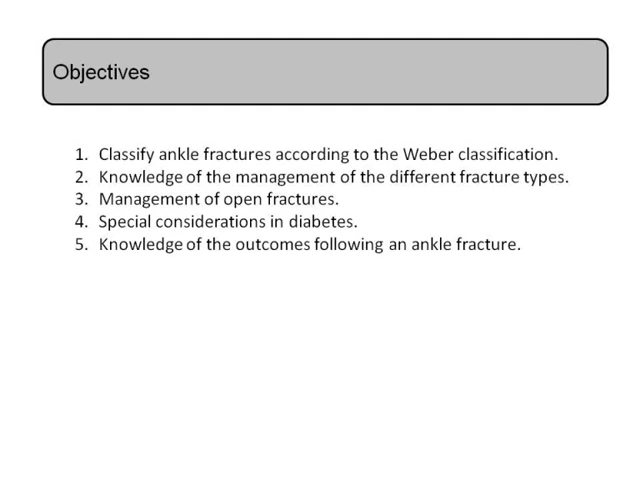 Objectives
1. Classify ankle fractures according to the Weber classification.
2. Knowledge of the management of the different fracture types.
3. Management of open fractures.
4. Special considerations in diabetes.
5. Knowledge of the outcomes following an ankle fracture.